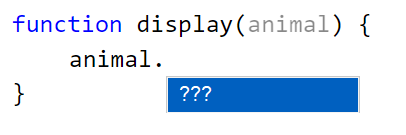 function display(animal) {
    animal.
???
}